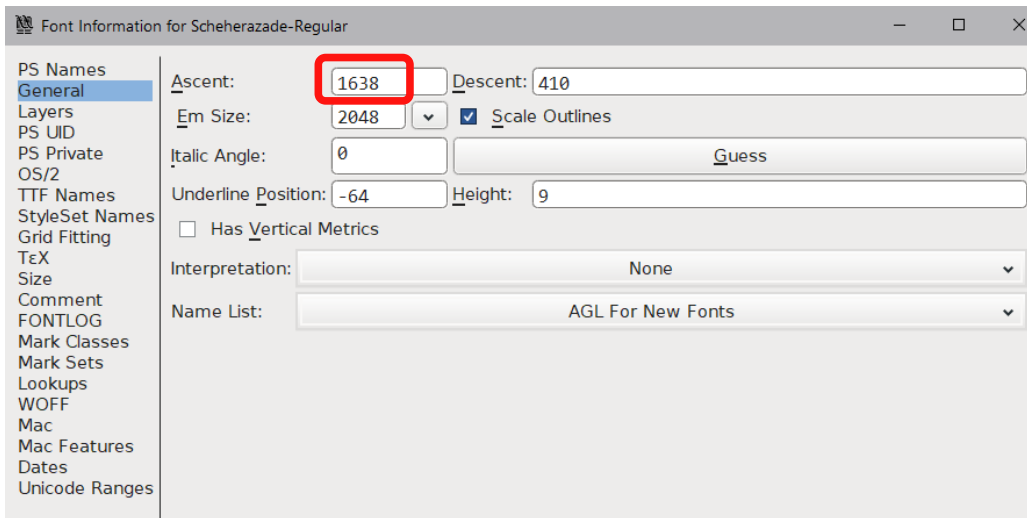 Font Information for Scheherazade-Regular
PS Names
General
Layers
PS UID
PS Private
OS/2
TTF Names
StyleSet Names
Grid Fitting
TεX
Size
Comment
FONTLOG
Mark Classes
Mark Sets
Lookups
WOFF
Mac
Mac Features
Dates
Unicode Ranges
Ascent: 1638 Descent: 410
Em Size: 2048 Scale Outlines
Italic Angle: 0 Guess
Underline Position: -64 Height: 9
Has Vertical Metrics
Interpretation: None
Name List: AGL For New Fonts